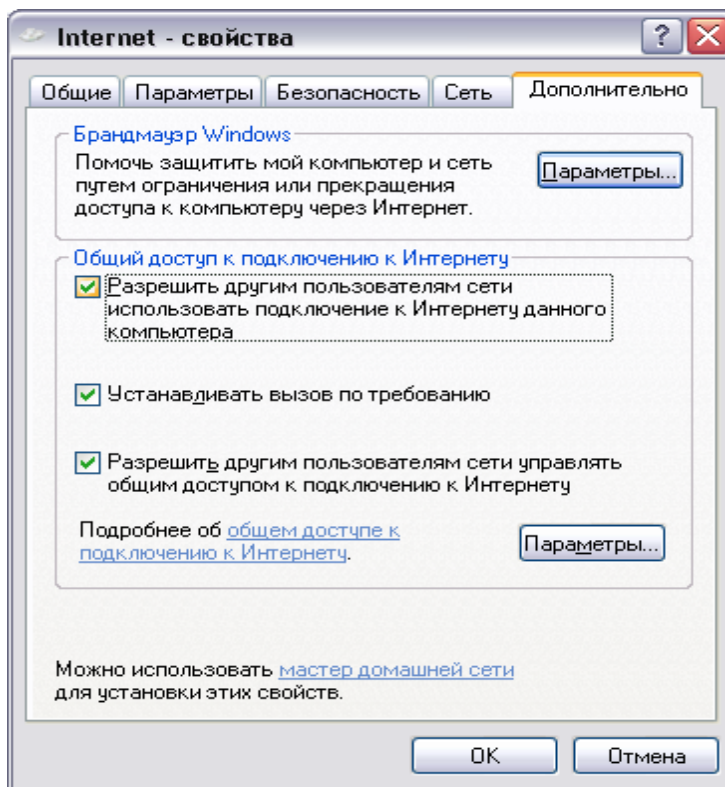 Internet - свойства
Общие Параметры Безопасность Сеть Дополнительно
Брандмауэр Windows
Помочь защитить мой компьютер и сеть
путем ограничения или прекращения
доступа к компьютеру через Интернет.
Параметры...
Общий доступ к подключению к Интернету
Разрешить другим пользователям сети
использовать подключение к Интернету данного
компьютера
Устанавливать вызов по требованию
Разрешить другим пользователям сети управлять
общим доступом к подключению к Интернету
Подробнее об общем доступе к
подключению к Интернету.
Параметры...
Можно использовать мастер домашней сети
для установки этих свойств.
OK Отмена